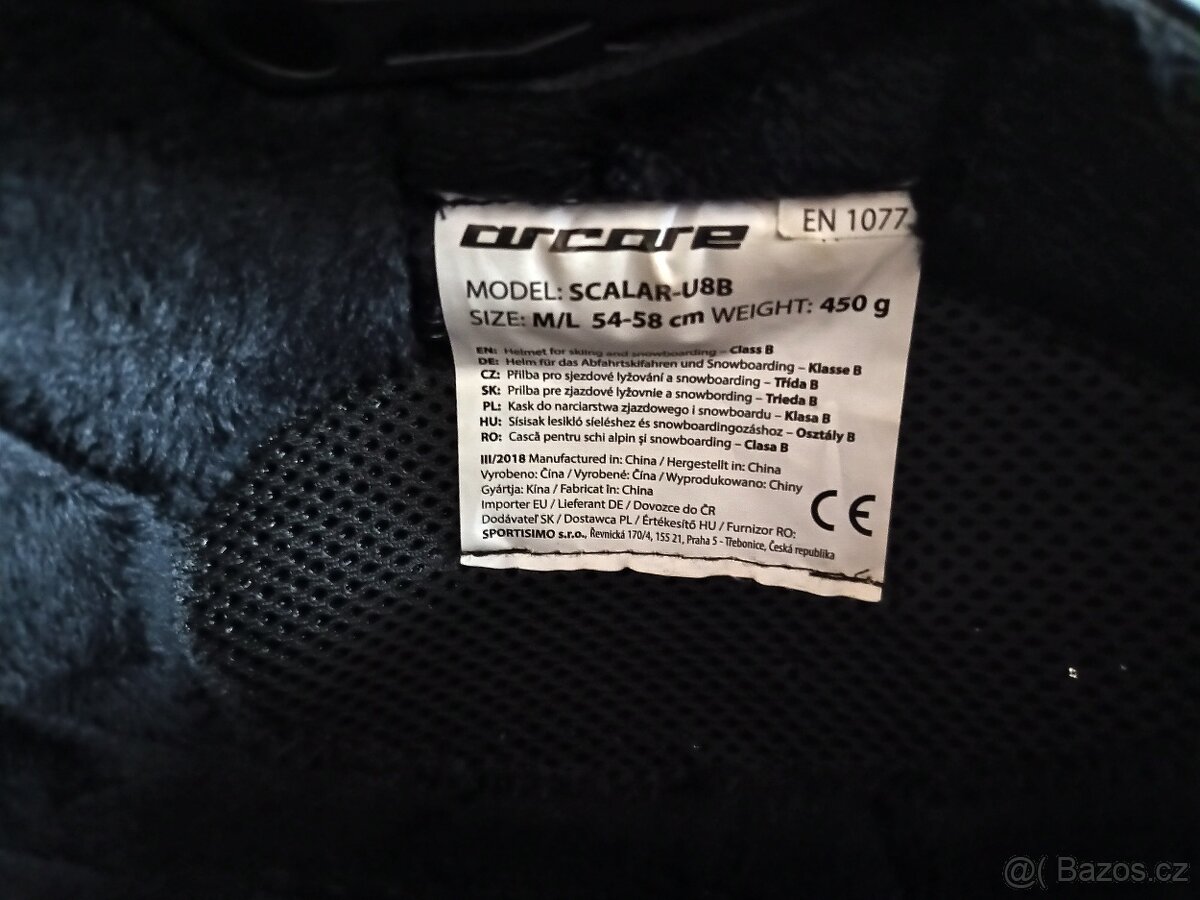 arcore
EN 1077
MODEL: SCALAR-U8B
SIZE: M/L 54-58 cm WEIGHT: 450 g
EN: Helmet for skiing and snowboarding – Class B
DE: Helm für das Abfahrtskifahren und Snowboarding – Klasse B
CZ: Přilba pro sjezdové lyžování a snowboarding – Třída B
SK: Prilba pre zjazdové lyžovnie a snowbording – Trieda B
PL: Kask do narciarstwa zjazdowego i snowboardu – Klasa B
HU: Sísisak lesikló síeléshez és snowboardingozáshoz – Osztály B
RO: Cască pentru schi alpin și snowboarding – Clasa B
III/2018 Manufactured in: China / Hergestellt in: China
Vyrobeno: Čína / Vyrobené: Čína / Wyprodukowano: Chiny
Gyártja: Kína / Fabricat în: China
Importer EU / Lieferant DE / Dovozce do ČR
Dodávateľ SK / Dostawca PL / Értékesítő HU / Furnizor RO:
SPORTISIMO s.r.o., Řevnická 170/4, 155 21, Praha 5 - Třebonice, Česká republika
CE
@( Bazos.cz